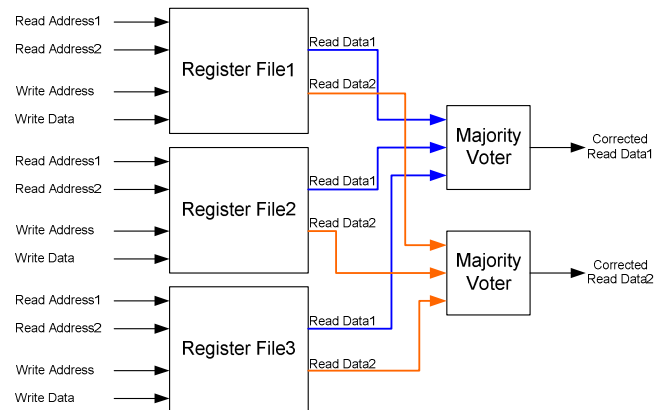 Read Address1
Read Address2
Write Address
Write Data
Register File1
Read Data1
Read Data2
Read Address1
Read Address2
Write Address
Write Data
Register File2
Read Data1
Read Data2
Read Address1
Read Address2
Write Address
Write Data
Register File3
Read Data1
Read Data2
Majority
Voter
Corrected
Read Data1
Majority
Voter
Corrected
Read Data2